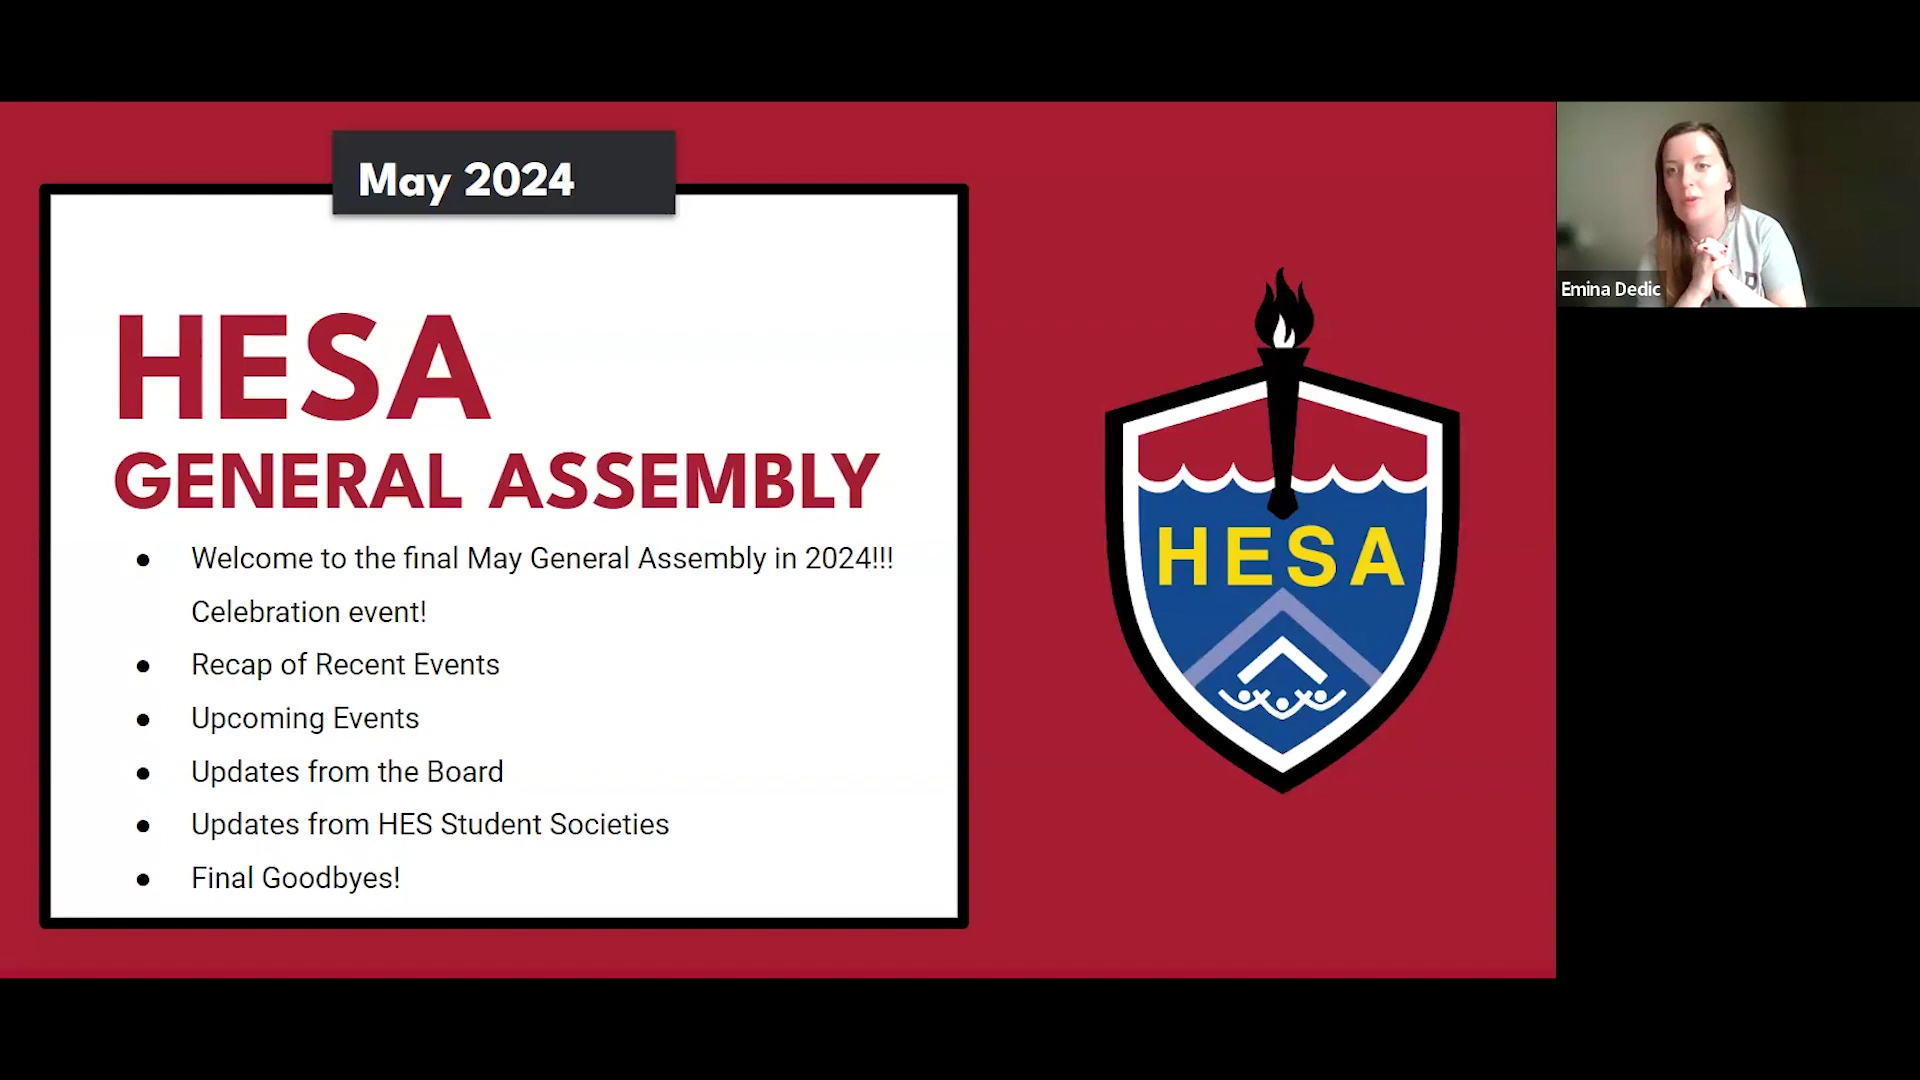 May 2024
HESA
GENERAL ASSEMBLY
● Welcome to the final May General Assembly in 2024!!!
Celebration event!
● Recap of Recent Events
● Upcoming Events
● Updates from the Board
● Updates from HES Student Societies
● Final Goodbyes!
HESA
Emina Dedic